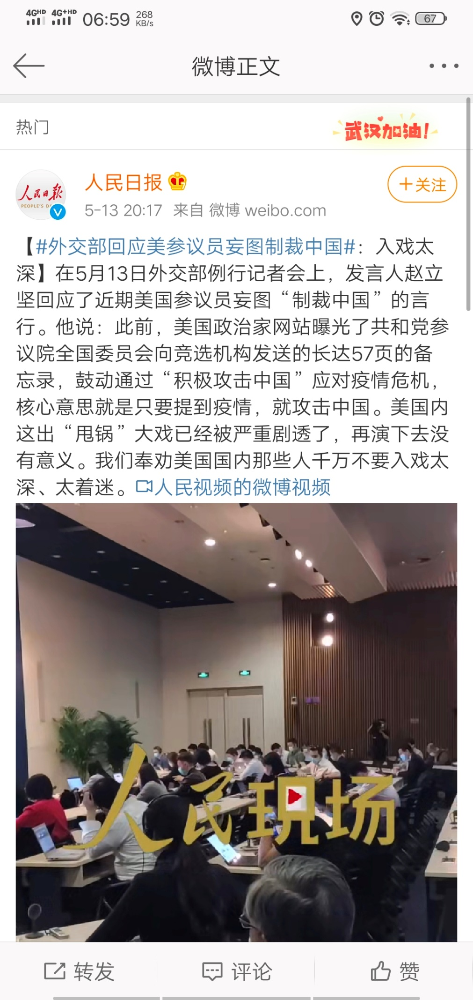 4GHD 4G+HD 06:59 268 KB/s 67
微博正文
热门 武汉加油!
人民日报
人民日报
PEOPLE'S DA
+关注
5-13 20:17 来自 微博 weibo.com
【#外交部回应美参议员妄图制裁中国#：入戏太
深】在5月13日外交部例行记者会上，发言人赵立
坚回应了近期美国参议员妄图“制裁中国”的言
行。他说：此前，美国政治家网站曝光了共和党参
议院全国委员会向竞选机构发送的长达57页的备
忘录，鼓动通过“积极攻击中国”应对疫情危机，
核心意思就是只要提到疫情，就攻击中国。美国内
这出“甩锅”大戏已经被严重剧透了，再演下去没
有意义。我们奉劝美国国内那些人千万不要入戏太
深、太着迷。人民视频的微博视频
人民现场
转发 评论 赞